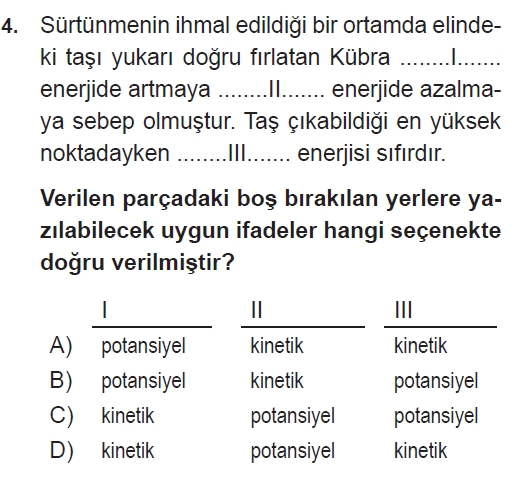 4. Sürtünmenin ihmal edildiği bir ortamda elinde-
ki taşı yukarı doğru fırlatan Kübra ........I.......
enerjide artmaya ........II....... enerjide azalma-
ya sebep olmuştur. Taş çıkabildiği en yüksek
noktadayken ........III....... enerjisi sıfırdır.
Verilen parçadaki boş bırakılan yerlere ya-
zılabilecek uygun ifadeler hangi seçenekte
doğru verilmiştir?
I II III
A) potansiyel kinetik kinetik
B) potansiyel kinetik potansiyel
C) kinetik potansiyel potansiyel
D) kinetik potansiyel kinetik